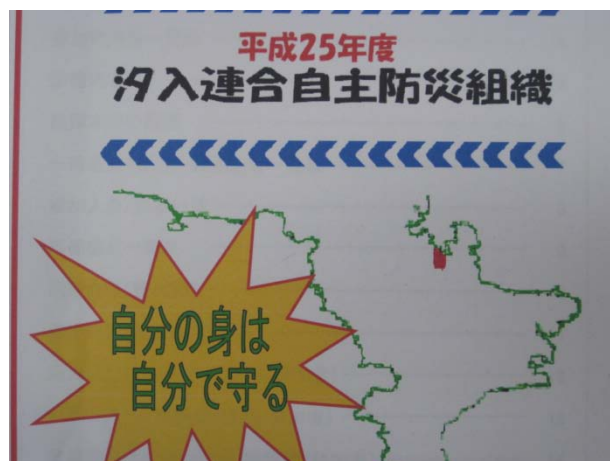 平成25年度
汐入連合自主防災組織
自分の身は
自分で守る